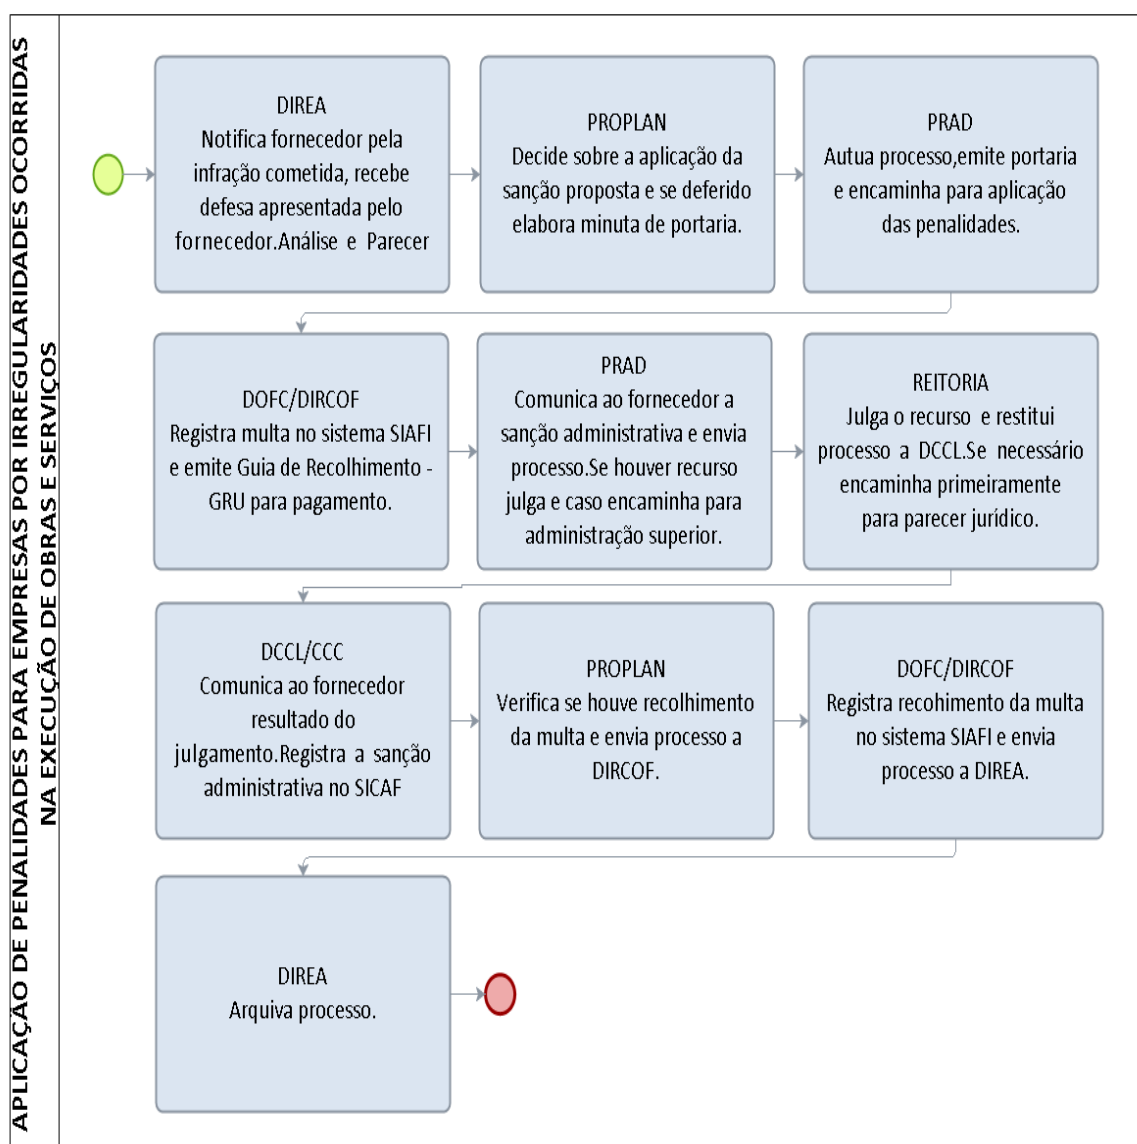 APLICAÇÃO DE PENALIDADES PARA EMPRESAS POR IRREGULARIDADES OCORRIDAS
NA EXECUÇÃO DE OBRAS E SERVIÇOS
DIREA
Notifica fornecedor pela
infração cometida, recebe
defesa apresentada pelo
fornecedor.Análise e Parecer
PROPLAN
Decide sobre a aplicação da
sanção proposta e se deferido
elabora minuta de portaria.
PRAD
Autua processo,emite portaria
e encaminha para aplicação
das penalidades.
DOFC/DIRCOF
Registra multa no sistema SIAFI
e emite Guia de Recolhimento -
GRU para pagamento.
PRAD
Comunica ao fornecedor a
sanção administrativa e envia
processo.Se houver recurso
julga e caso encaminha para
administração superior.
REITORIA
Julga o recurso e restitui
processo a DCCL.Se necessário
encaminha primeiramente
para parecer jurídico.
DCCL/CCC
Comunica ao fornecedor
resultado do
julgamento.Registra a sanção
administrativa no SICAF
PROPLAN
Verifica se houve recolhimento
da multa e envia processo a
DIRCOF.
DOFC/DIRCOF
Registra recohimento da multa
no sistema SIAFI e envia
processo a DIREA.
DIREA
Arquiva processo.